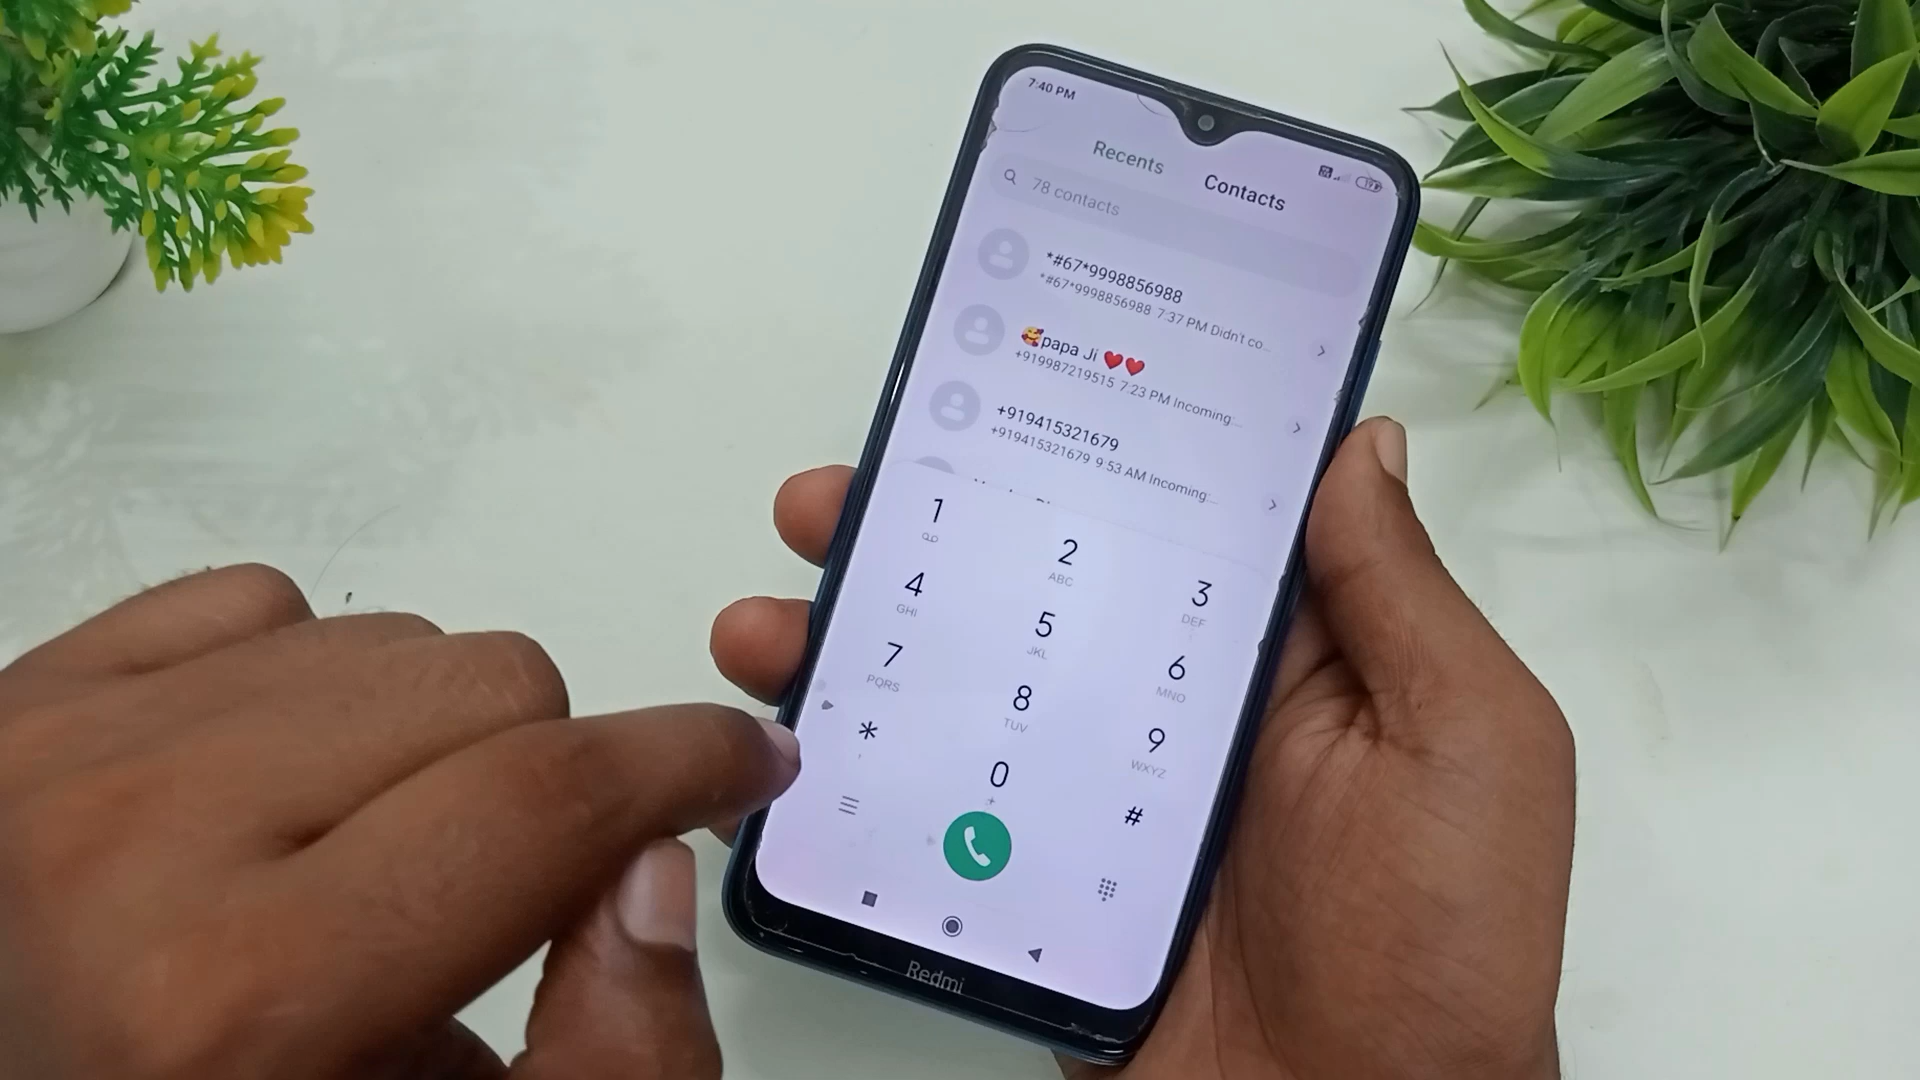 7:40 PM
Recents
Contacts
78 contacts
*#67*9998856988
*#67*9998856988 7:37 PM Didn't co...
🥰papa Ji ❤️❤️
+919987219515 7:23 PM Incoming:...
+919415321679
+919415321679 9:53 AM Incoming:...
1
2
ABC
3
DEF
4
GHI
5
JKL
6
MNO
7
PQRS
8
TUV
9
WXYZ
*
,
0
+
#
Redmi